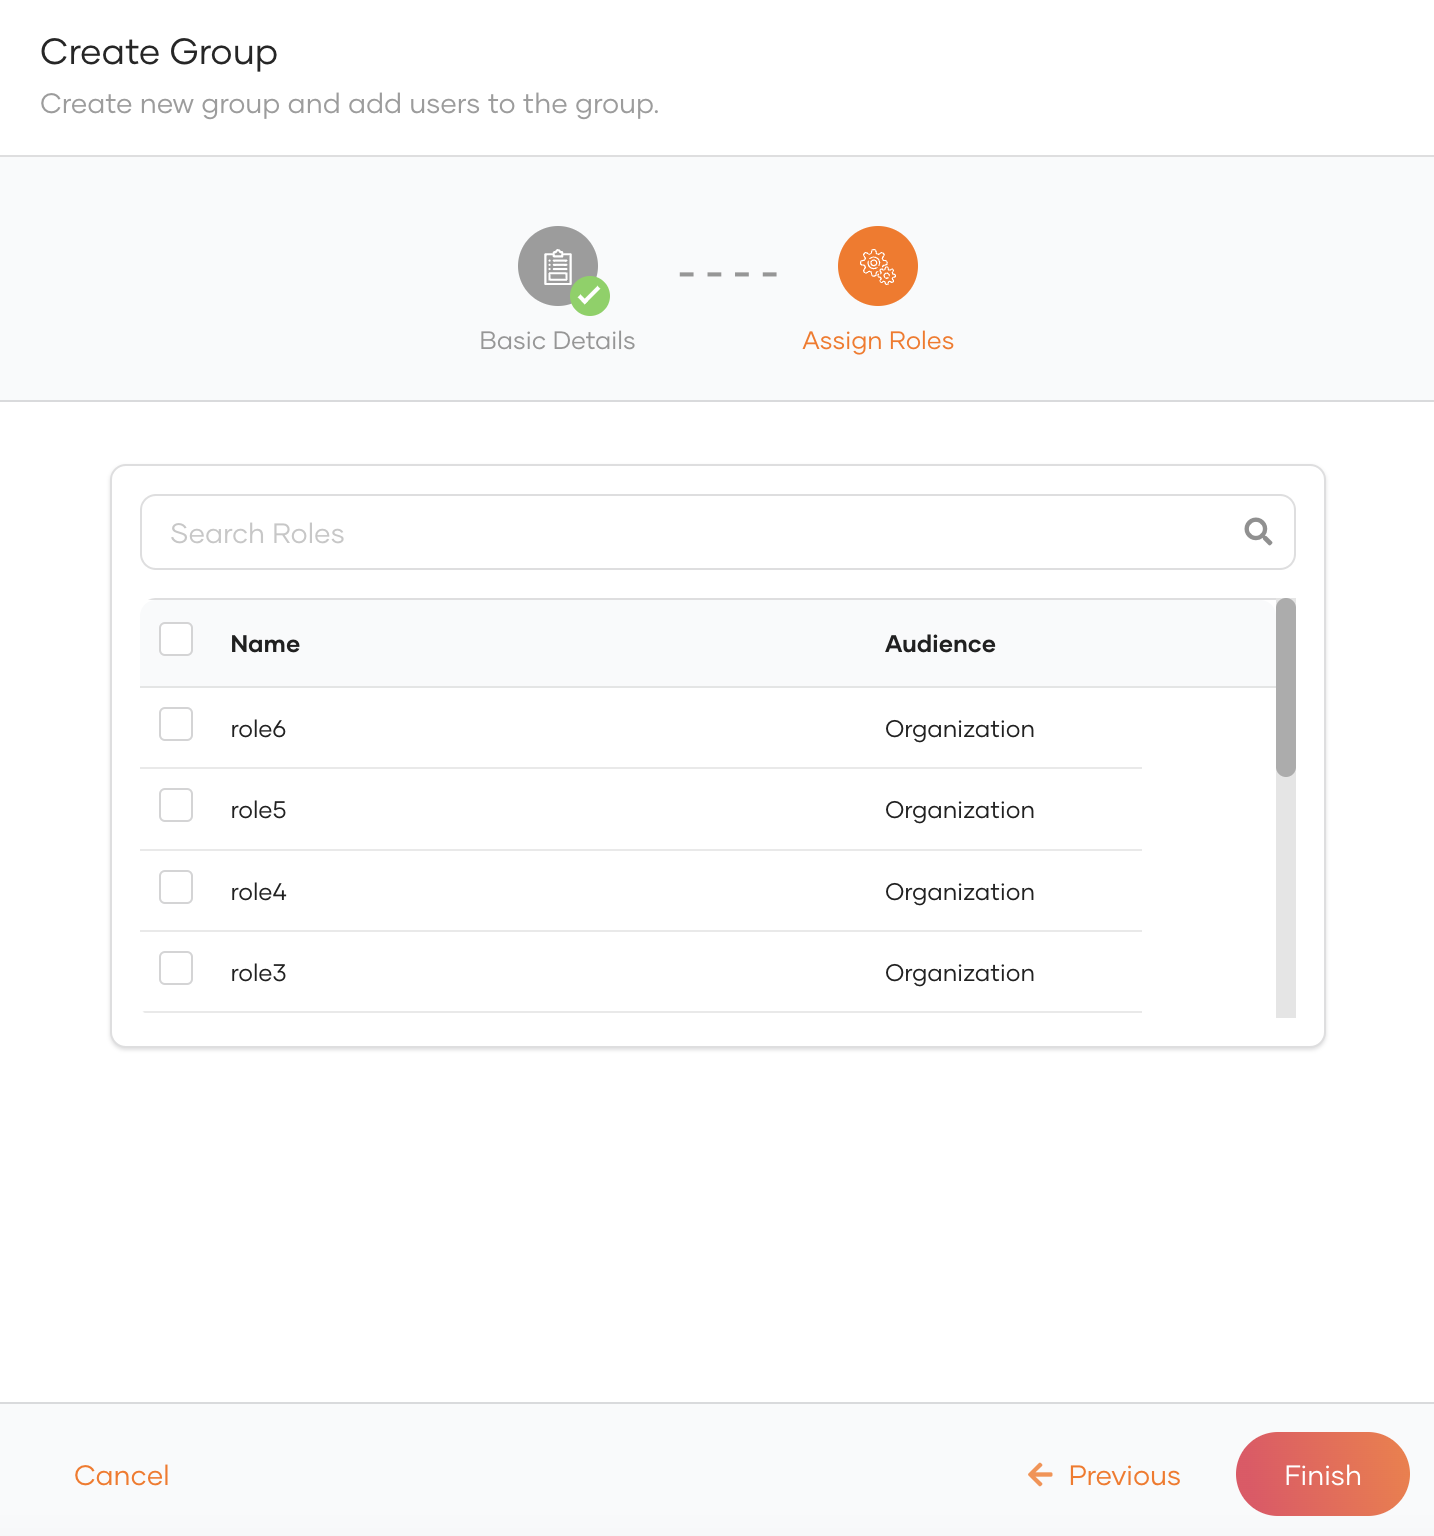 Create Group
Create new group and add users to the group.
Basic Details
Assign Roles
Search Roles
Name Audience
role6 Organization
role5 Organization
role4 Organization
role3 Organization
Cancel Previous Finish